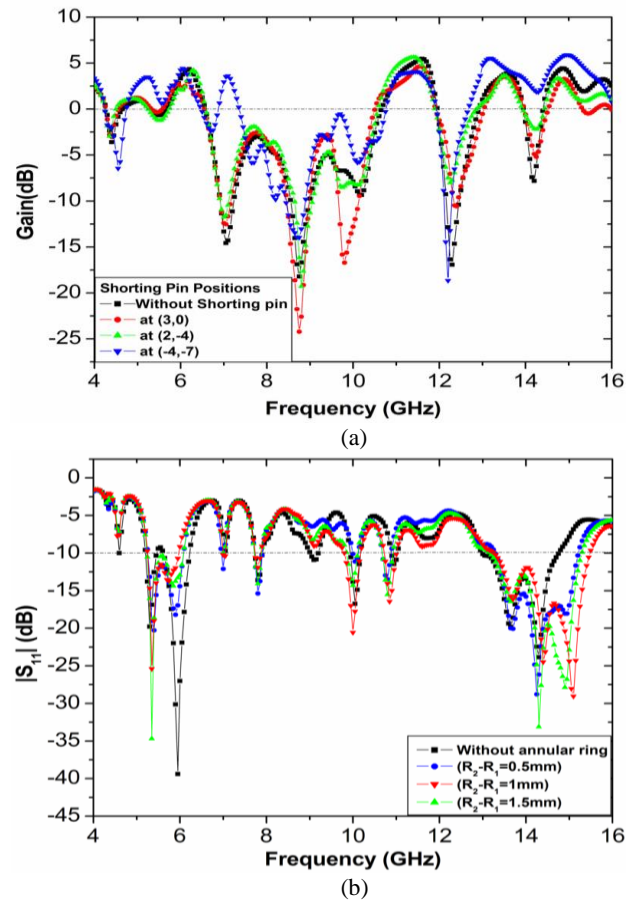 10
5
0
-5
-10
-15
-20
-25
Gain(dB)
Shorting Pin Positions
Without Shorting pin
at (3,0)
at (2,-4)
at (-4,-7)
4 6 8 10 12 14 16
Frequency (GHz)
(a)
0
-5
-10
-15
-20
-25
-30
-35
-40
-45
|S11| (dB)
Without annular ring
(R2-R1=0.5mm)
(R2-R1=1mm)
(R2-R1=1.5mm)
4 6 8 10 12 14 16
Frequency (GHz)
(b)